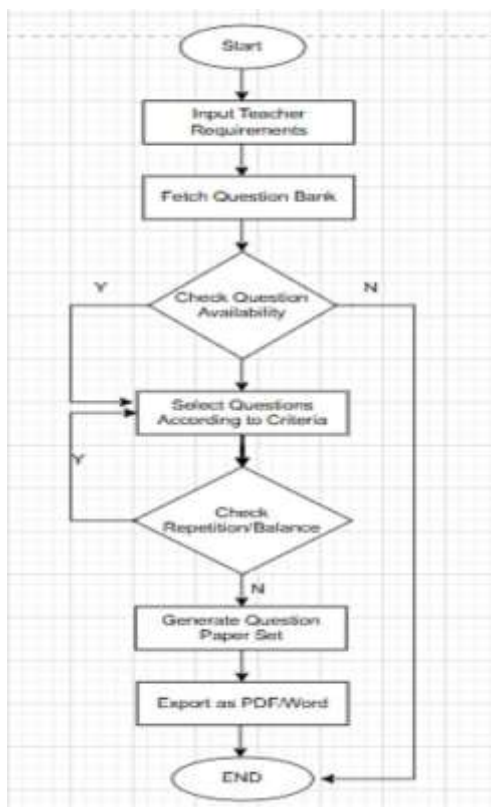 Start
Input Teacher
Requirements
Fetch Question Bank
Y
N
Check Question
Availability
Select Questions
According to Criteria
Y
Check
Repetition/Balance
N
Generate Question
Paper Set
Export as PDF/Word
END